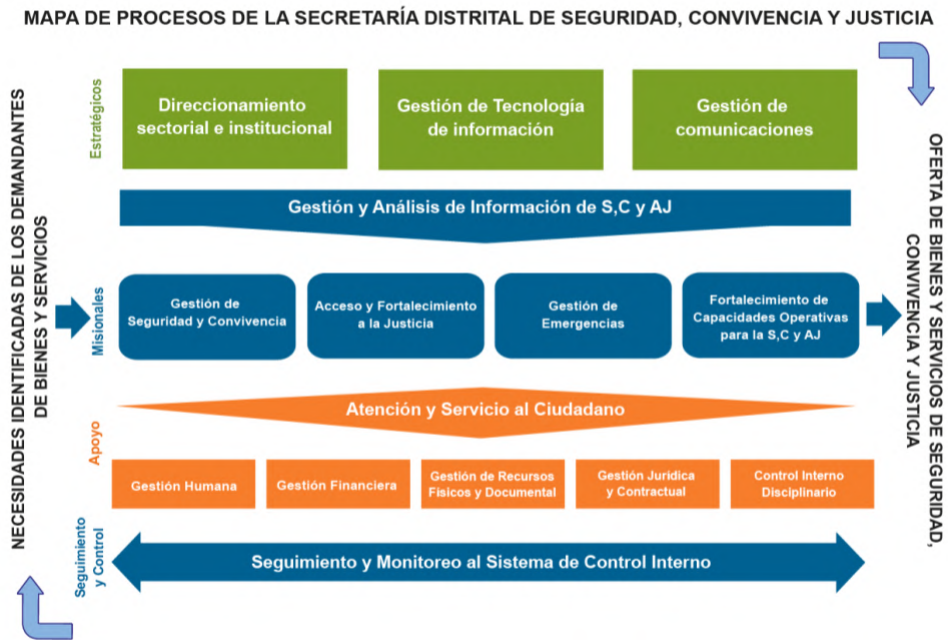 MAPA DE PROCESOS DE LA SECRETARÍA DISTRITAL DE SEGURIDAD, CONVIVENCIA Y JUSTICIA
NECESIDADES IDENTIFICADAS DE LOS DEMANDANTES
DE BIENES Y SERVICIOS
Estratégicos
Direccionamiento
sectorial e institucional
Gestión de Tecnología
de información
Gestión de
comunicaciones
Gestión y Análisis de Información de S,C y AJ
Misionales
Gestión de
Seguridad y Convivencia
Acceso y Fortalecimiento
a la Justicia
Gestión de
Emergencias
Fortalecimiento de
Capacidades Operativas
para la S,C y AJ
Apoyo
Atención y Servicio al Ciudadano
Gestión Humana
Gestión Financiera
Gestión de Recursos
Físicos y Documental
Gestión Jurídica
y Contractual
Control Interno
Disciplinario
Seguimiento
y Control
Seguimiento y Monitoreo al Sistema de Control Interno
OFERTA DE BIENES Y SERVICIOS DE SEGURIDAD,
CONVIVENCIA Y JUSTICIA